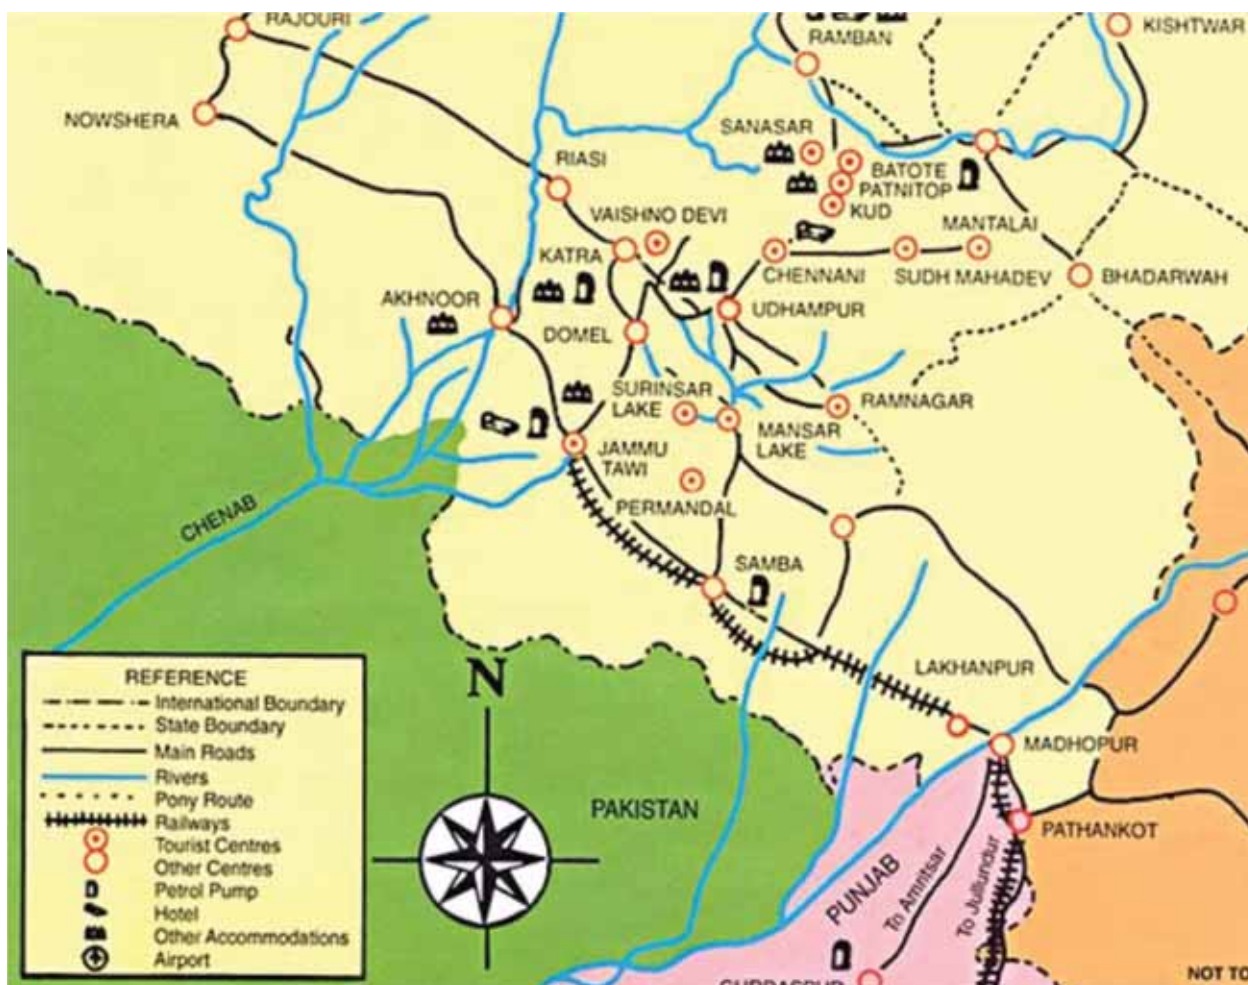 RAJOURI
RAMBAN
KISHTWAR
NOWSHERA
SANASAR
RIASI
BATOTE
PATNITOP
KUD
VAISHNO DEVI
MANTALAI
KATRA
CHENNANI
SUDH MAHADEV
BHADARWAH
AKHNOOR
UDHAMPUR
DOMEL
SURINSAR
LAKE
RAMNAGAR
MANSAR
LAKE
JAMMU
TAWI
PERMANDAL
CHENAB
SAMBA
LAKHANPUR
MADHOPUR
N
PAKISTAN
PATHANKOT
PUNJAB
To Amritsar
To Jullundur
REFERENCE
International Boundary
State Boundary
Main Roads
Rivers
Pony Route
Railways
Tourist Centres
Other Centres
Petrol Pump
Hotel
Other Accommodations
Airport
GURDASPUR
NOT TO